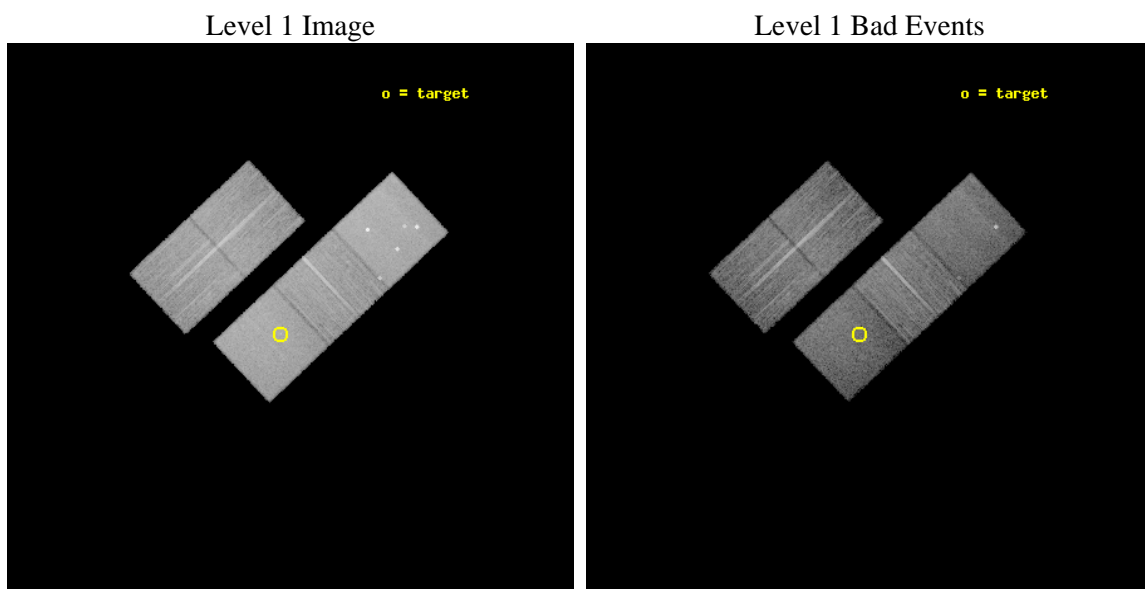 Level 1 Image
Level 1 Bad Events
o = target
o = target